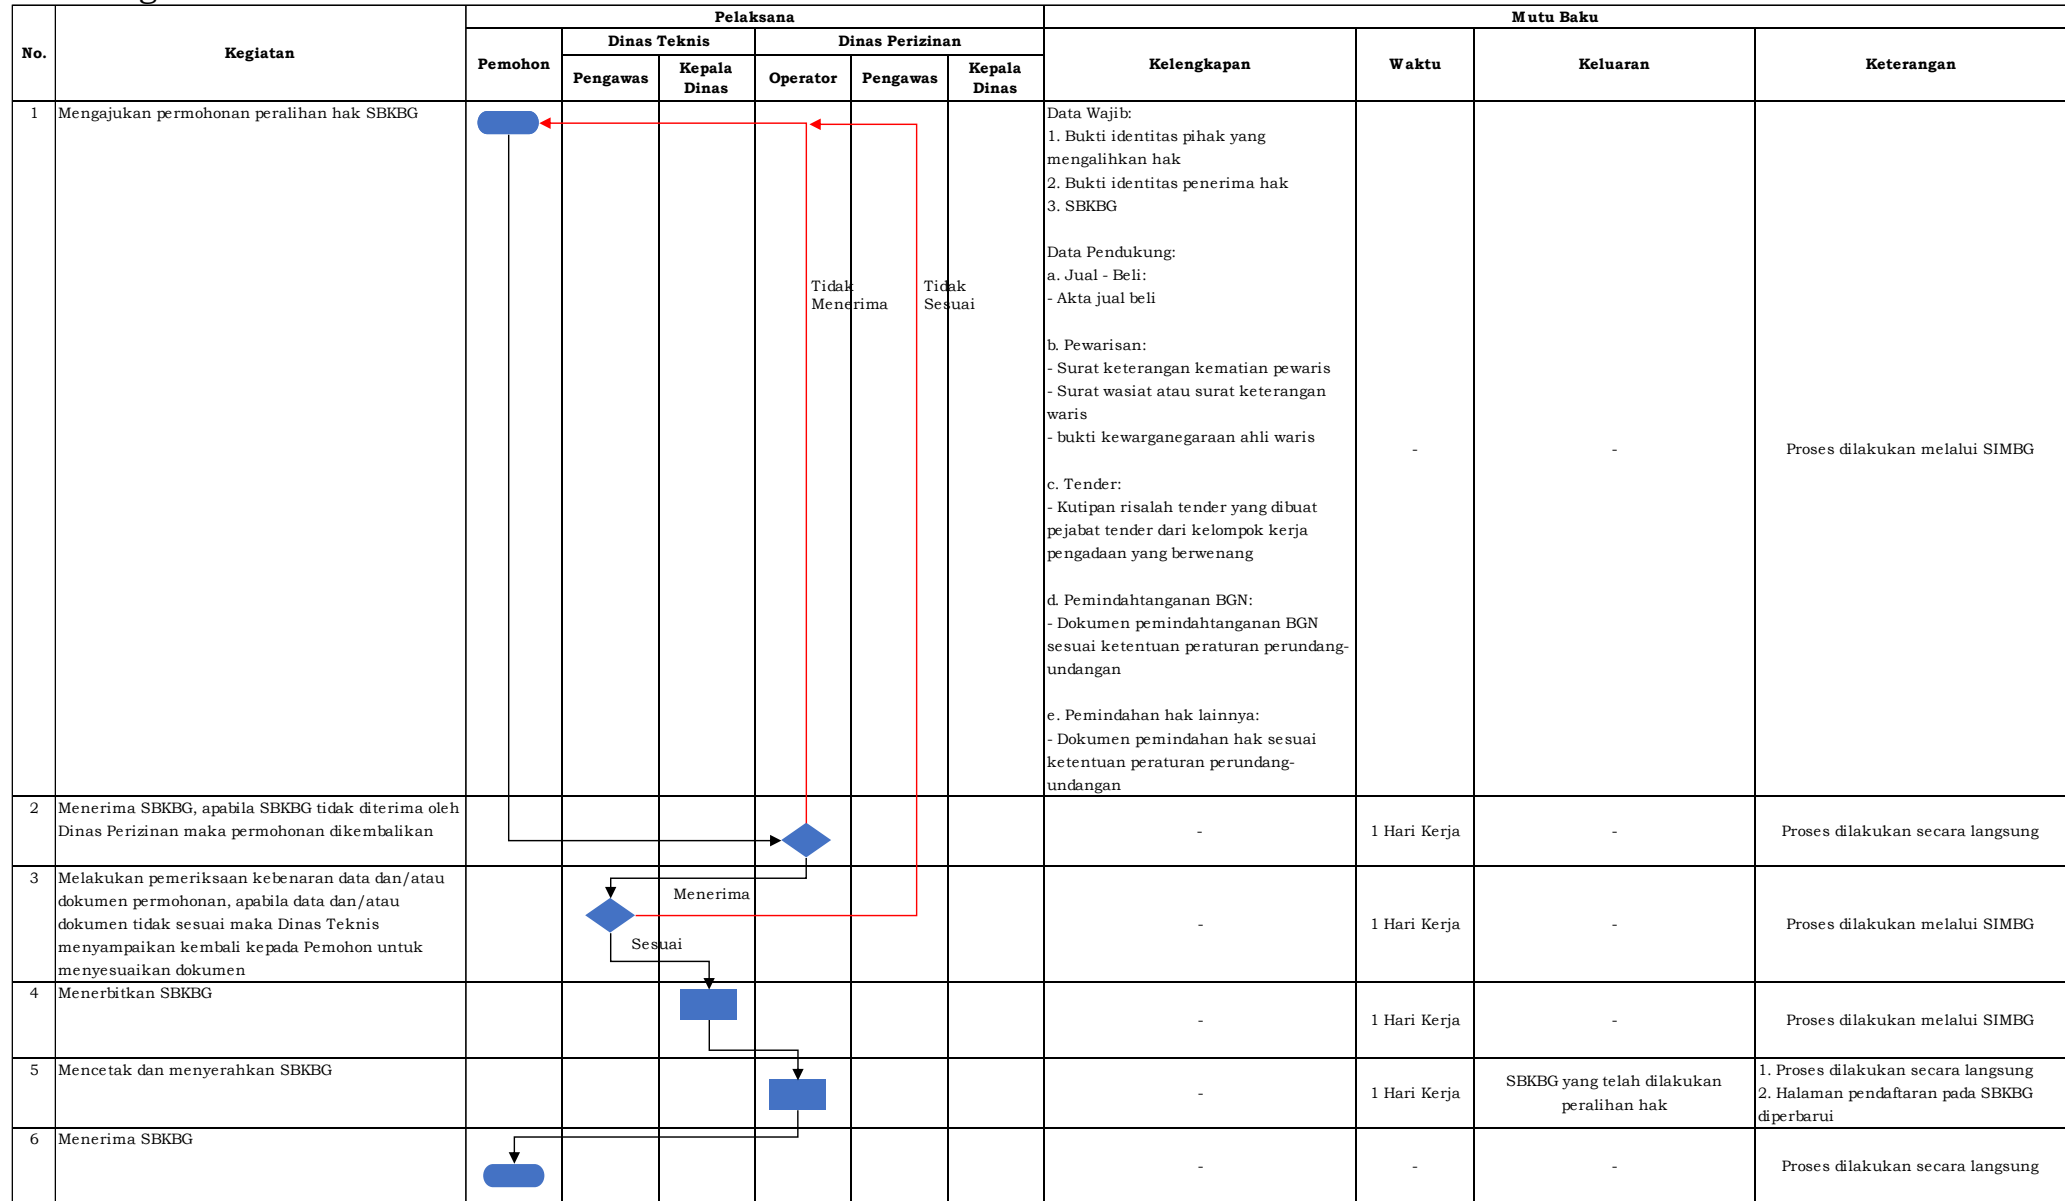 Pelaksana
Mutu Baku
No.
Kegiatan
Pemohon
Dinas Teknis
Dinas Perizinan
Kelengkapan
Waktu
Keluaran
Keterangan
Pengawas
Kepala
Dinas
Operator
Pengawas
Kepala
Dinas
1
Mengajukan permohonan peralihan hak SBKBG
Tidak
Menerima
Tidak
Sesuai
Data Wajib:
1. Bukti identitas pihak yang
mengalihkan hak
2. Bukti identitas penerima hak
3. SBKBG
Data Pendukung:
a. Jual - Beli:
- Akta jual beli
b. Pewarisan:
- Surat keterangan kematian pewaris
- Surat wasiat atau surat keterangan
waris
- bukti kewarganegaraan ahli waris
c. Tender:
- Kutipan risalah tender yang dibuat
pejabat tender dari kelompok kerja
pengadaan yang berwenang
d. Pemindahtanganan BGN:
- Dokumen pemindahtanganan BGN
sesuai ketentuan peraturan perundang-
undangan
e. Pemindahan hak lainnya:
- Dokumen pemindahan hak sesuai
ketentuan peraturan perundang-
undangan
-
-
Proses dilakukan melalui SIMBG
2
Menerima SBKBG, apabila SBKBG tidak diterima oleh
Dinas Perizinan maka permohonan dikembalikan
-
1 Hari Kerja
-
Proses dilakukan secara langsung
3
Melakukan pemeriksaan kebenaran data dan/atau
dokumen permohonan, apabila data dan/atau
dokumen tidak sesuai maka Dinas Teknis
menyampaikan kembali kepada Pemohon untuk
menyesuaikan dokumen
Menerima
Sesuai
-
1 Hari Kerja
-
Proses dilakukan melalui SIMBG
4
Menerbitkan SBKBG
-
1 Hari Kerja
-
Proses dilakukan melalui SIMBG
5
Mencetak dan menyerahkan SBKBG
-
1 Hari Kerja
SBKBG yang telah dilakukan
peralihan hak
1. Proses dilakukan secara langsung
2. Halaman pendaftaran pada SBKBG
diperbarui
6
Menerima SBKBG
-
-
-
Proses dilakukan secara langsung